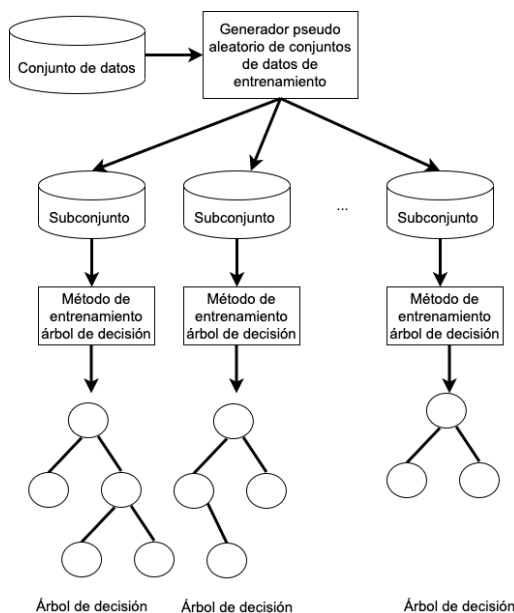 Conjunto de datos
Generador pseudo
aleatorio de conjuntos
de datos de
entrenamiento
Subconjunto
Subconjunto
...
Subconjunto
Método de
entrenamiento
árbol de decisión
Método de
entrenamiento
árbol de decisión
Método de
entrenamiento
árbol de decisión
Árbol de decisión
Árbol de decisión
Árbol de decisión